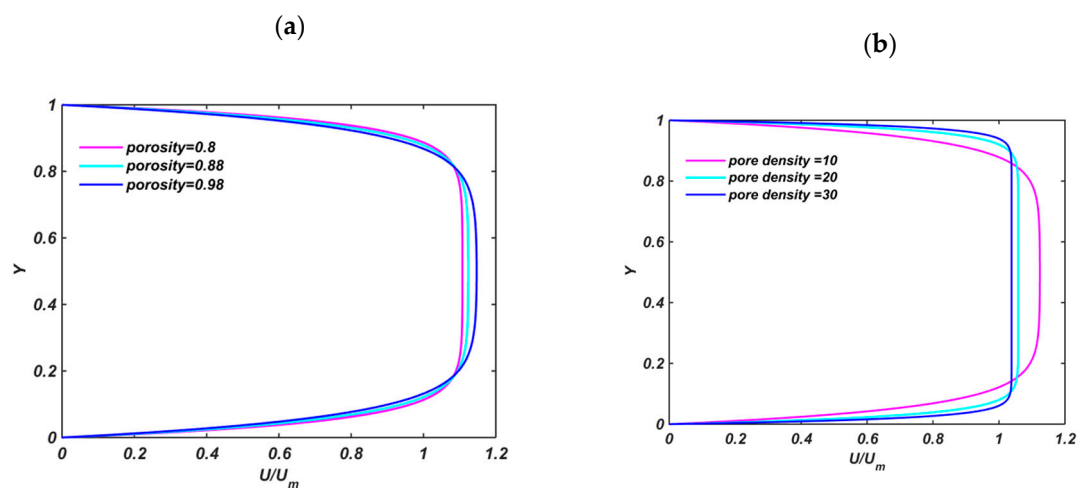 (a)
1
0.8
0.6
0.4
0.2
0
Y
porosity=0.8
porosity=0.88
porosity=0.98
0 0.2 0.4 0.6 0.8 1 1.2
U/Um
(b)
1
0.8
0.6
0.4
0.2
0
Y
pore density =10
pore density =20
pore density =30
0 0.2 0.4 0.6 0.8 1 1.2
U/Um